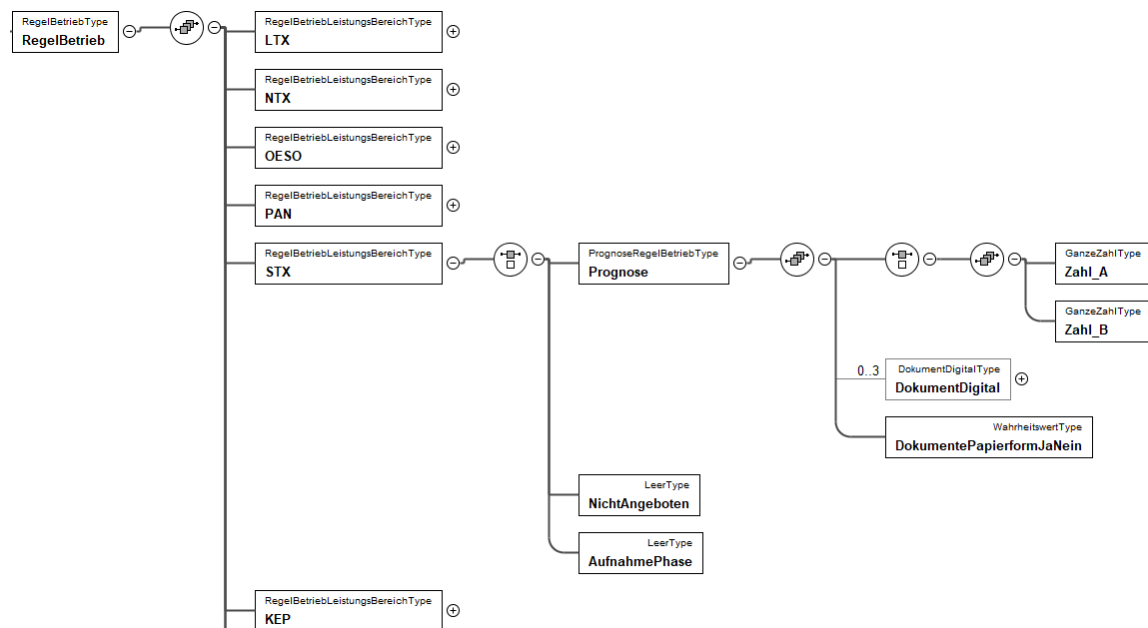 RegelBetriebType
RegelBetrieb
RegelBetriebLeistungsBereichType
LTX
RegelBetriebLeistungsBereichType
NTX
RegelBetriebLeistungsBereichType
OESO
RegelBetriebLeistungsBereichType
PAN
RegelBetriebLeistungsBereichType
STX
PrognoseRegelBetriebType
Prognose
GanzeZahlType
Zahl_A
GanzeZahlType
Zahl_B
0..3
DokumentDigitalType
DokumentDigital
WahrheitswertType
DokumentePapierformJaNein
LeerType
NichtAngeboten
LeerType
AufnahmePhase
RegelBetriebLeistungsBereichType
KEP